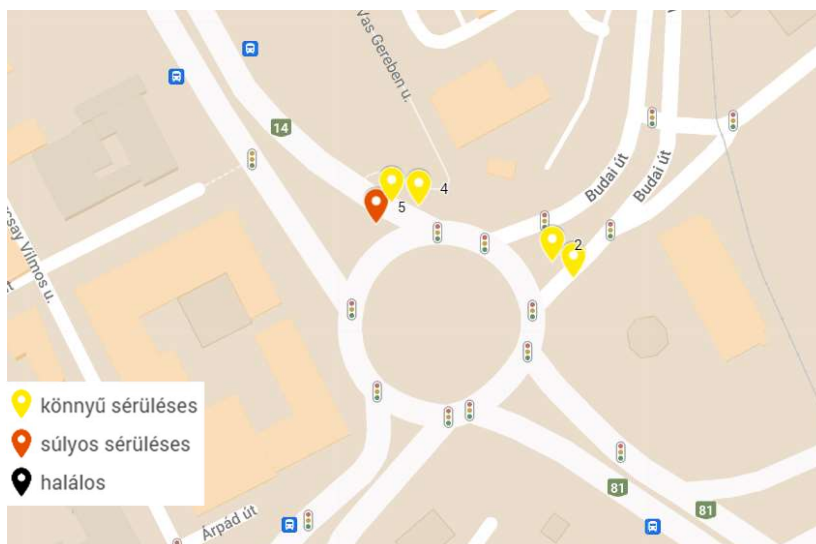 Vas Gereben u.
14
4
5
Budai út
Budai út
2
csay Vilmos u.
könnyű sérüléses
súlyos sérüléses
halálos
Árpád út
81
81